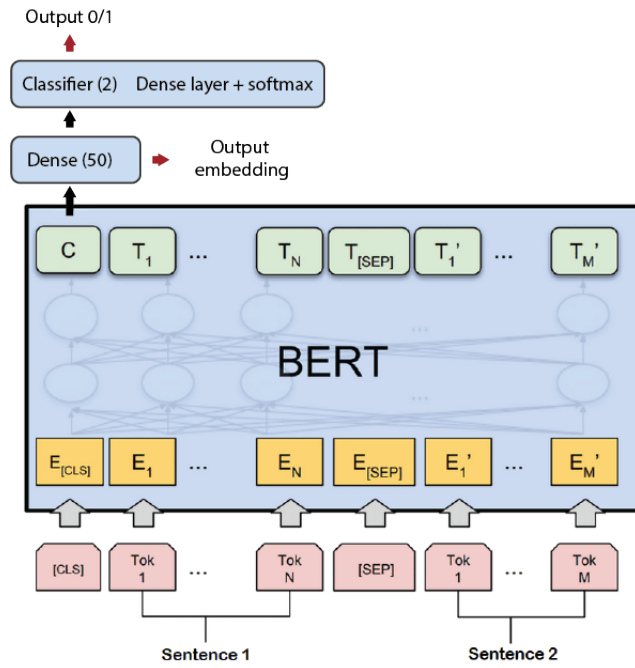 Output 0/1
Classifier (2) Dense layer + softmax
Dense (50)
Output
embedding
C T1 ... TN T[SEP] T1' ... TM'
...
BERT
...
E[CLS] E1 ... EN E[SEP] E1' ... EM'
[CLS] Tok 1 ... Tok N [SEP] Tok 1 ... Tok M
Sentence 1 Sentence 2